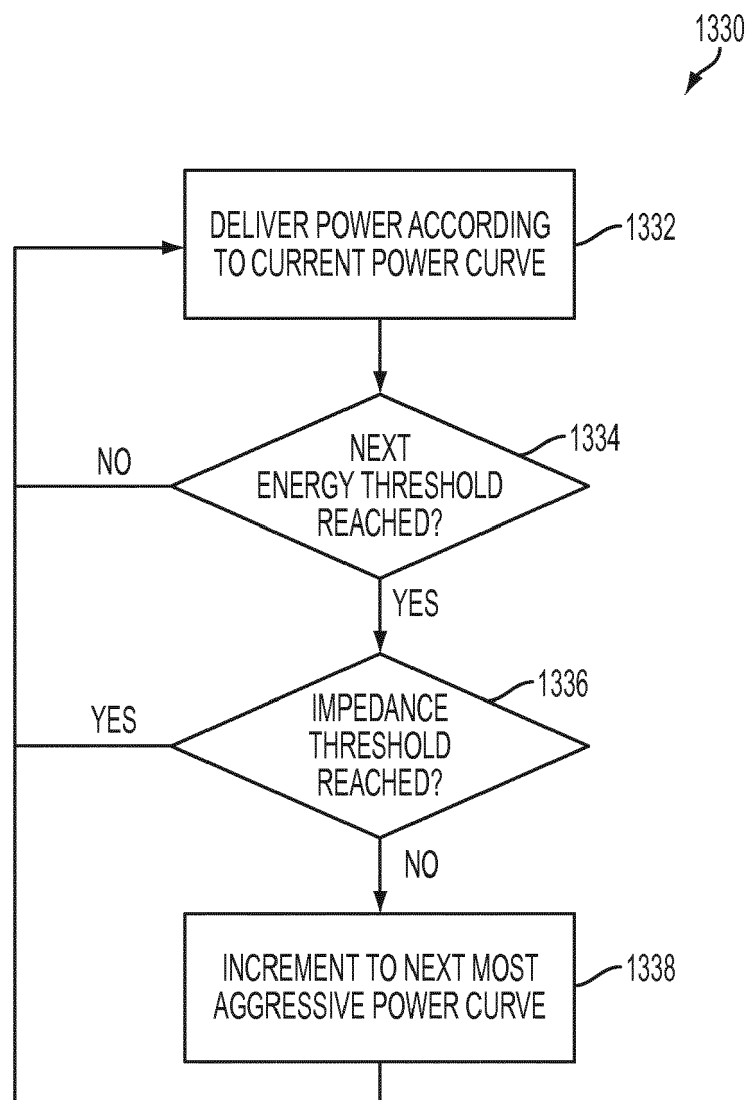 1330
DELIVER POWER ACCORDING
TO CURRENT POWER CURVE
1332
NEXT
ENERGY THRESHOLD
REACHED?
1334
NO
YES
IMPEDANCE
THRESHOLD
REACHED?
1336
YES
NO
INCREMENT TO NEXT MOST
AGGRESSIVE POWER CURVE
1338